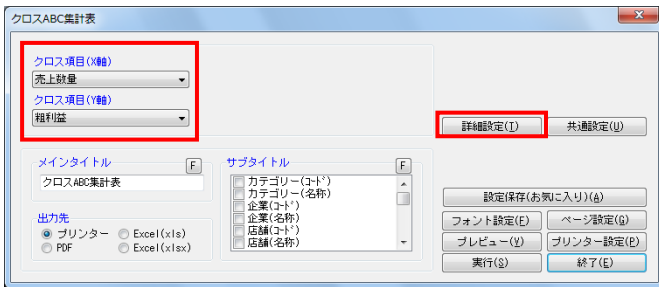 クロスABC集計表
クロス項目(X軸)
売上数量
クロス項目(Y軸)
粗利益
詳細設定(T)
共通設定(U)
メインタイトル
F
クロスABC集計表
サブタイトル
F
カテゴリー(コード)
カテゴリー(名称)
企業(コード)
企業(名称)
店舗(コード)
店舗(名称)
出力先
プリンター
Excel(xls)
PDF
Excel(xlsx)
設定保存(お気に入り)(A)
フォント設定(F)
ページ設定(G)
プレビュー(V)
プリンター設定(P)
実行(S)
終了(E)